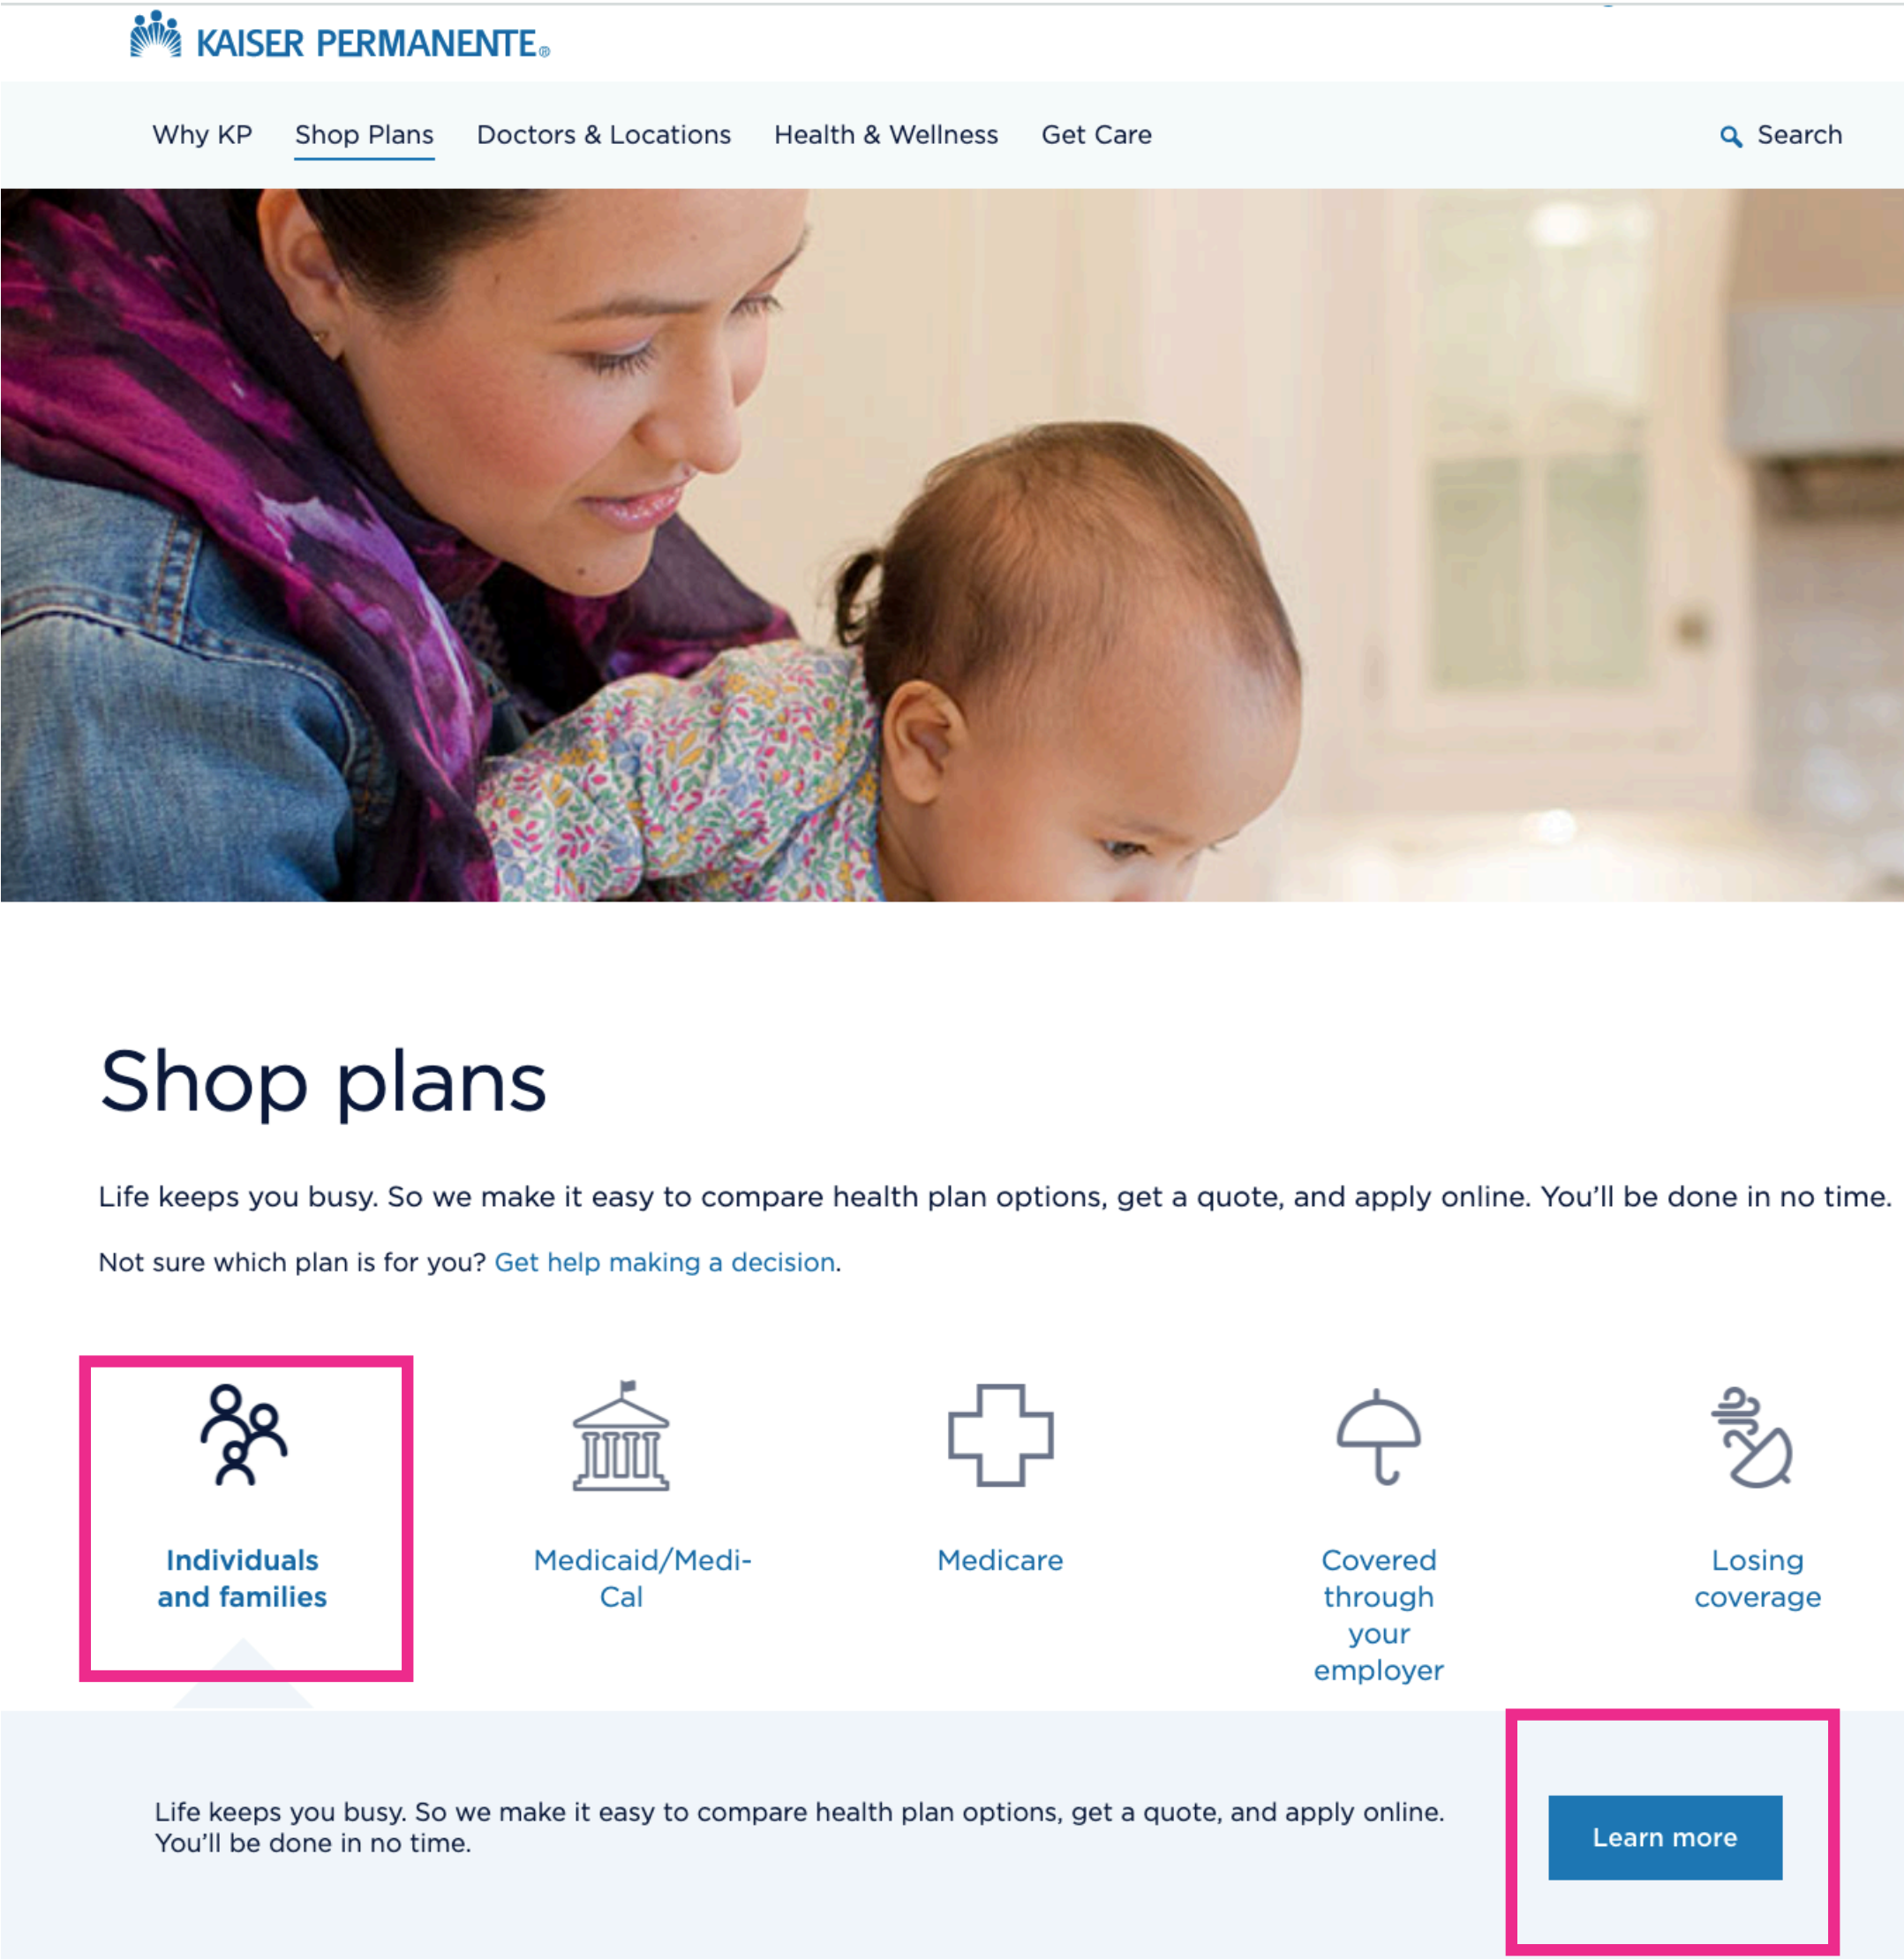 KAISER PERMANENTE®
Why KP Shop Plans Doctors & Locations Health & Wellness Get Care Search
Shop plans
Life keeps you busy. So we make it easy to compare health plan options, get a quote, and apply online. You'll be done in no time.
Not sure which plan is for you? Get help making a decision.
Individuals
and families
Medicaid/Medi-
Cal
Medicare
Covered
through
your
employer
Losing
coverage
Life keeps you busy. So we make it easy to compare health plan options, get a quote, and apply online.
You'll be done in no time.
Learn more